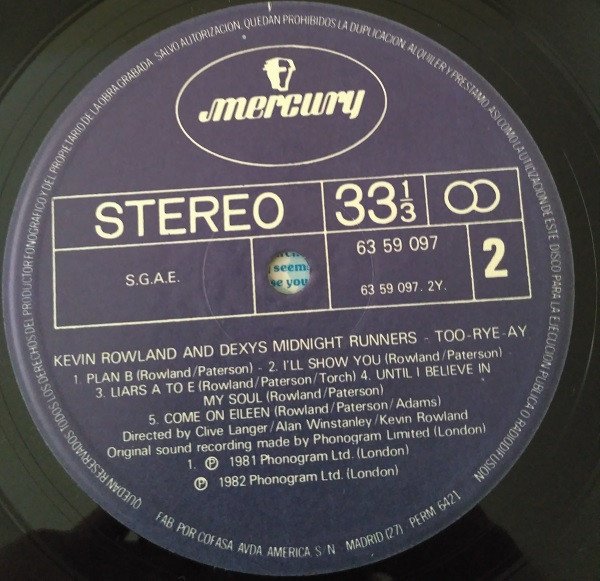 QUEDAN RESERVADOS TODOS LOS DERECHOS DEL PRODUCTOR FONOGRAFICO Y DEL PROPIETARIO DE LA OBRA GRABADA. SALVO AUTORIZACION, QUEDAN PROHIBIDOS LA DUPLICACION, ALQUILER Y PRESTAMO, ASI COMO LA UTILIZACION DE ESTE DISCO PARA LA EJECUCION PUBLICA O RADIODIFUSION
mercury
STEREO 33 1/3
63 59 097 2
S.G.A.E. 63 59 097. 2Y.
seems
KEVIN ROWLAND AND DEXYS MIDNIGHT RUNNERS - TOO-RYE-AY
1. PLAN B (Rowland/Paterson) - 2. I'LL SHOW YOU (Rowland/Paterson)
3. LIARS A TO E (Rowland/Paterson/Torch) 4. UNTIL I BELIEVE IN
MY SOUL (Rowland/Paterson)
5. COME ON EILEEN (Rowland/Paterson/Adams)
Directed by Clive Langer/Alan Winstanley/Kevin Rowland
Original sound recording made by Phonogram Limited (London)
1. ℗ 1981 Phonogram Ltd. (London)
℗ 1982 Phonogram Ltd. (London)
FAB. POR COFASA AVDA. AMERICA S/N MADRID (27) - PERM 6421